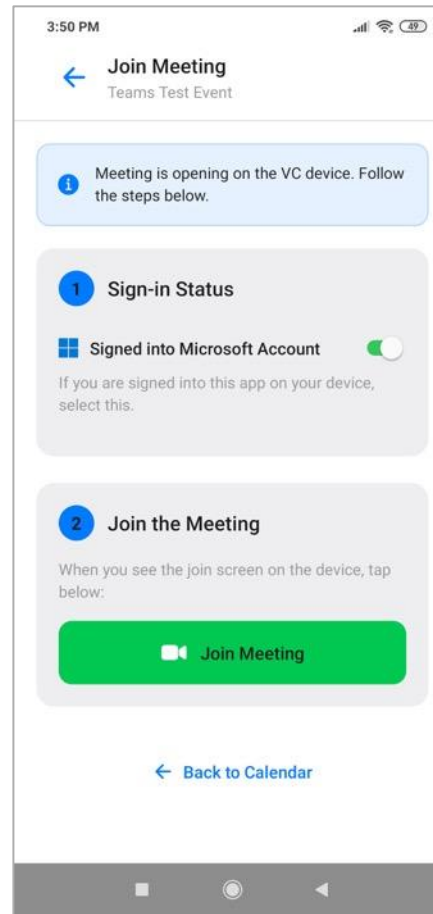 3:50 PM
49
Join Meeting
Teams Test Event
Meeting is opening on the VC device. Follow
the steps below.
1
Sign-in Status
Signed into Microsoft Account
If you are signed into this app on your device,
select this.
2
Join the Meeting
When you see the join screen on the device, tap
below:
Join Meeting
Back to Calendar